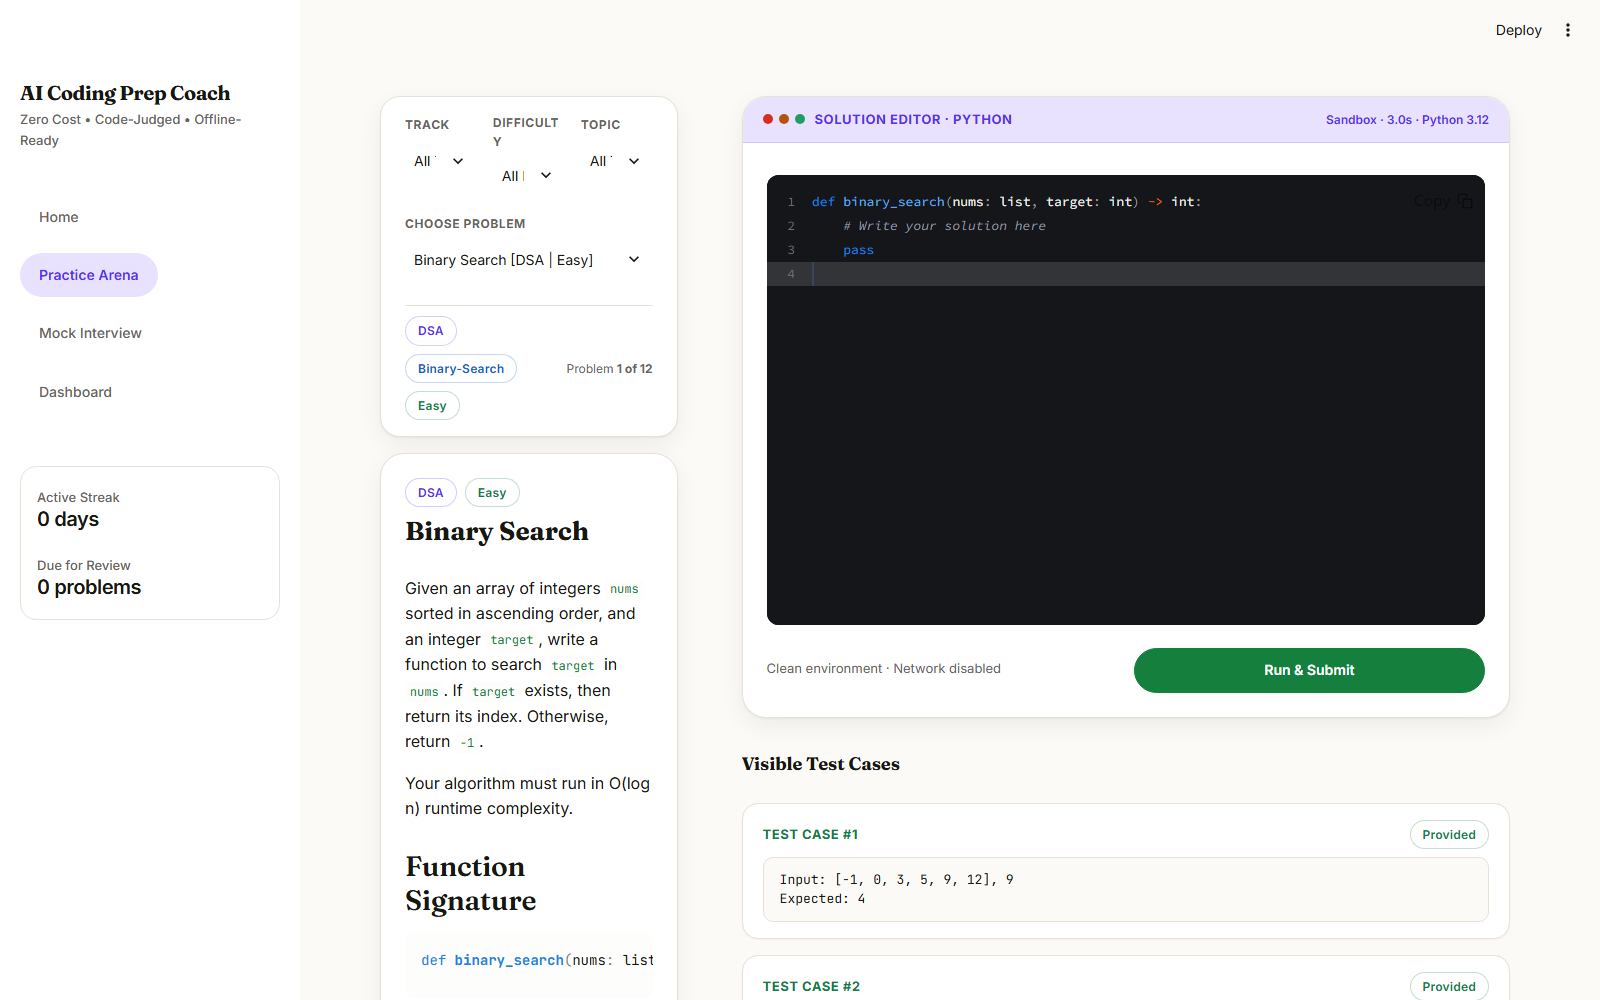 Deploy
AI Coding Prep Coach
Zero Cost • Code-Judged • Offline-
Ready
Home
Practice Arena
Mock Interview
Dashboard
Active Streak
0 days
Due for Review
0 problems
TRACK
DIFFICULT
Y
TOPIC
All
All
All
CHOOSE PROBLEM
Binary Search [DSA | Easy]
DSA
Binary-Search
Easy
Problem 1 of 12
DSA
Easy
Binary Search
Given an array of integers nums
sorted in ascending order, and
an integer target , write a
function to search target in
nums . If target exists, then
return its index. Otherwise,
return -1 .
Your algorithm must run in O(log
n) runtime complexity.
Function
Signature
def binary_search(nums: list
SOLUTION EDITOR · PYTHON
Sandbox · 3.0s · Python 3.12
1 def binary_search(nums: list, target: int) -> int:
Copy
2 # Write your solution here
3 pass
4
Clean environment · Network disabled
Run & Submit
Visible Test Cases
TEST CASE #1
Provided
Input: [-1, 0, 3, 5, 9, 12], 9
Expected: 4
TEST CASE #2
Provided